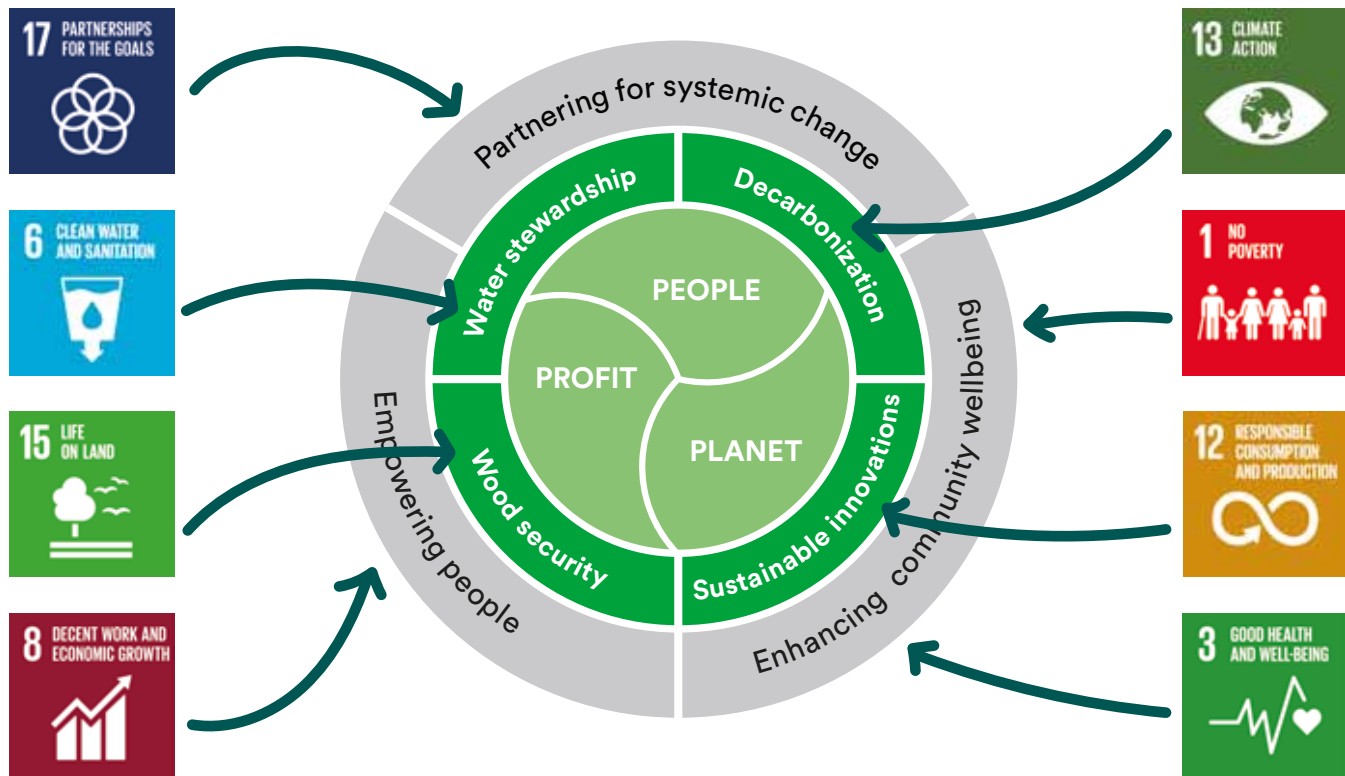 17 PARTNERSHIPS
FOR THE GOALS
6 CLEAN WATER
AND SANITATION
15 LIFE
ON LAND
8 DECENT WORK AND
ECONOMIC GROWTH
Partnering for systemic change
Water stewardship
Decarbonization
PEOPLE
PROFIT
PLANET
Wood security
Sustainable innovations
Empowering people
Enhancing community wellbeing
13 CLIMATE
ACTION
1 NO
POVERTY
12 RESPONSIBLE
CONSUMPTION
AND PRODUCTION
3 GOOD HEALTH
AND WELL-BEING